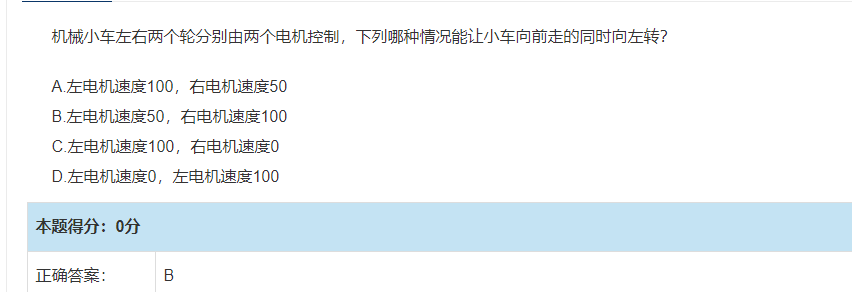 机械小车左右两个轮分别由两个电机控制，下列哪种情况能让小车向前走的同时向左转？
A.左电机速度100，右电机速度50
B.左电机速度50，右电机速度100
C.左电机速度100，右电机速度0
D.左电机速度0，左电机速度100
本题得分：0分
正确答案： B